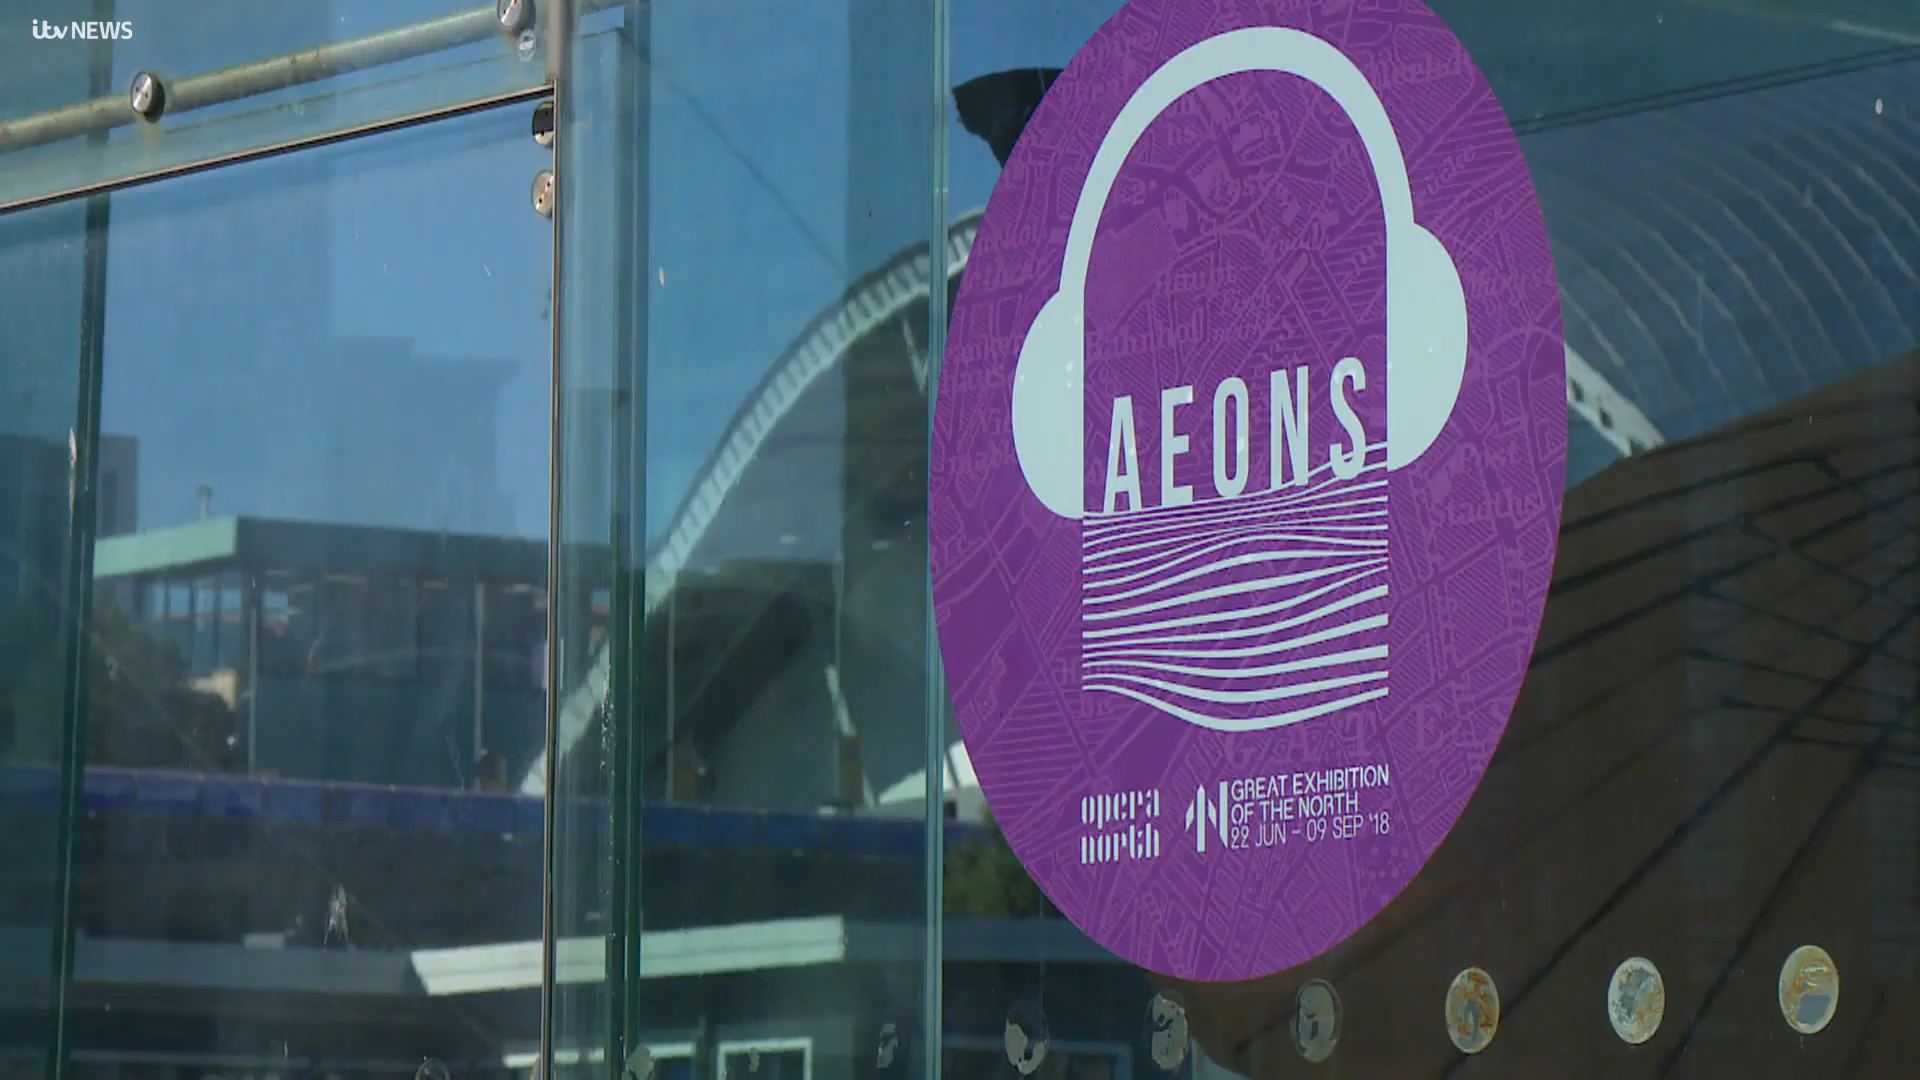 itv NEWS
AEONS
opera
north
GREAT EXHIBITION
OF THE NORTH
22 JUN – 09 SEP '18